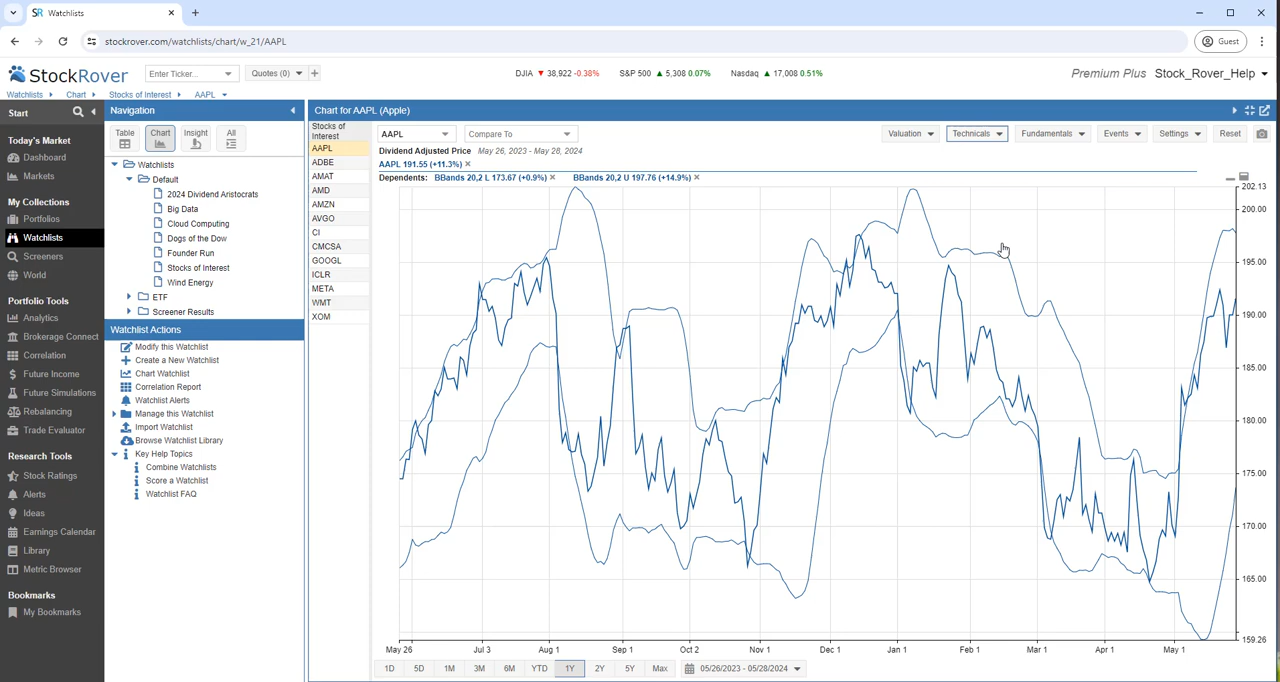 SR Watchlists
stockrover.com/watchlists/chart/w_21/AAPL
Guest
StockRover
Enter Ticker...
Quotes (0)
DJIA ▼ 38,922 -0.38%
S&P 500 ▲ 5,308 0.07%
Nasdaq ▲ 17,008 0.51%
Premium Plus Stock_Rover_Help
Watchlists Chart Stocks of Interest AAPL
Start
Today's Market
Dashboard
Markets
My Collections
Portfolios
Watchlists
Screeners
World
Portfolio Tools
Analytics
Brokerage Connect
Correlation
Future Income
Future Simulations
Rebalancing
Trade Evaluator
Research Tools
Stock Ratings
Alerts
Ideas
Earnings Calendar
Library
Metric Browser
Bookmarks
My Bookmarks
Navigation
Table Chart Insight All
Watchlists
Default
2024 Dividend Aristocrats
Big Data
Cloud Computing
Dogs of the Dow
Founder Run
Stocks of Interest
Wind Energy
ETF
Screener Results
Watchlist Actions
Modify this Watchlist
Create a New Watchlist
Chart Watchlist
Correlation Report
Watchlist Alerts
Manage this Watchlist
Import Watchlist
Browse Watchlist Library
Key Help Topics
Combine Watchlists
Score a Watchlist
Watchlist FAQ
Chart for AAPL (Apple)
Stocks of
Interest
AAPL
ADBE
AMAT
AMD
AMZN
AVGO
CI
CMCSA
GOOGL
ICLR
META
WMT
XOM
AAPL Compare To Valuation Technicals Fundamentals Events Settings Reset
Dividend Adjusted Price May 26, 2023 - May 28, 2024
AAPL 191.55 (+11.3%)
Dependents: BBands 20,2 L 173.67 (+0.9%) BBands 20,2 U 197.76 (+14.9%)
202.13
200.00
195.00
190.00
185.00
180.00
175.00
170.00
165.00
159.26
May 26 Jul 3 Aug 1 Sep 1 Oct 2 Nov 1 Dec 1 Jan 1 Feb 1 Mar 1 Apr 1 May 1
1D 5D 1M 3M 6M YTD 1Y 2Y 5Y Max 05/26/2023 - 05/28/2024